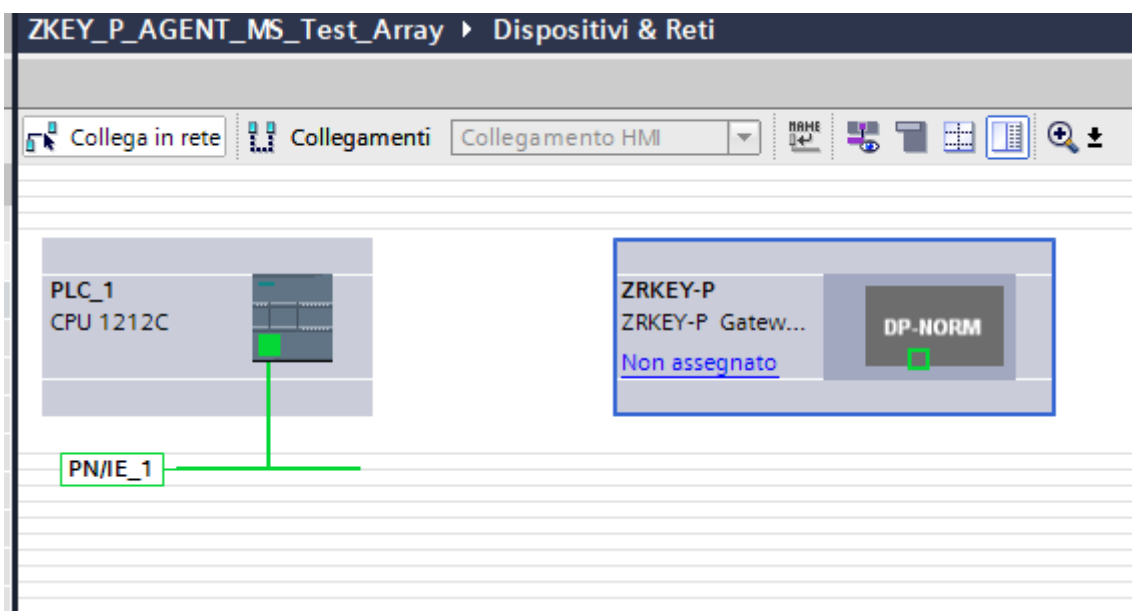 ZKEY_P_AGENT_MS_Test_Array ▸ Dispositivi & Reti
Collega in rete Collegamenti Collegamento HMI NAME
PLC_1
CPU 1212C
ZRKEY-P
ZRKEY-P Gatew...
Non assegnato
DP-NORM
PN/IE_1